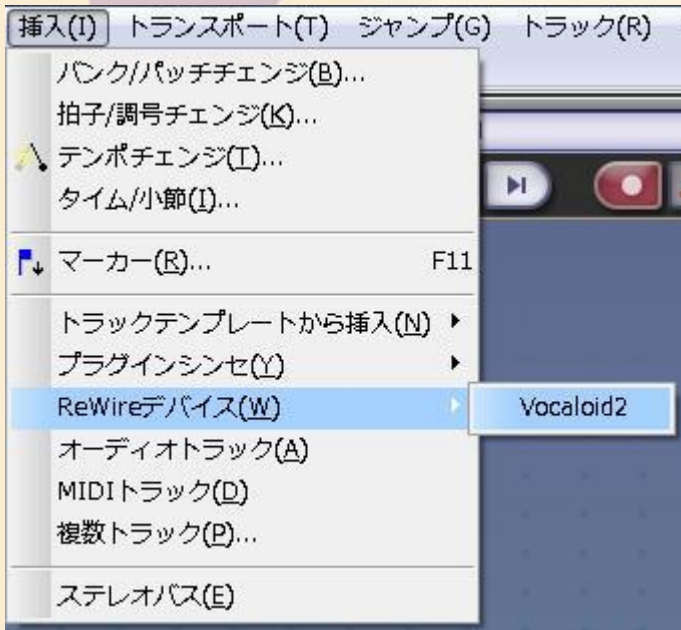 挿入(I) トランスポート(T) ジャンプ(G) トラック(R)
バンク/パッチチェンジ(B)...
拍子/調号チェンジ(K)...
テンポチェンジ(T)...
タイム/小節(I)...
マーカー(R)... F11
トラックテンプレートから挿入(N)
プラグインシンセ(Y)
ReWireデバイス(W) Vocaloid2
オーディオトラック(A)
MIDIトラック(D)
複数トラック(P)...
ステレオバス(E)